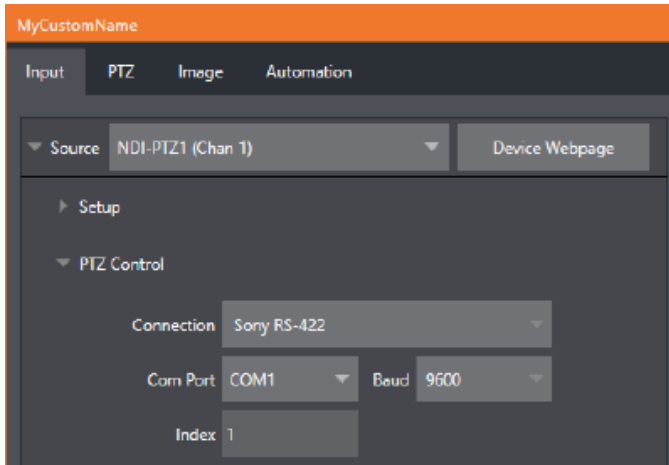 MyCustomName
Input PTZ Image Automation
Source NDI-PTZ1 (Chan 1) Device Webpage
Setup
PTZ Control
Connection Sony RS-422
Com Port COM1 Baud 9600
Index 1